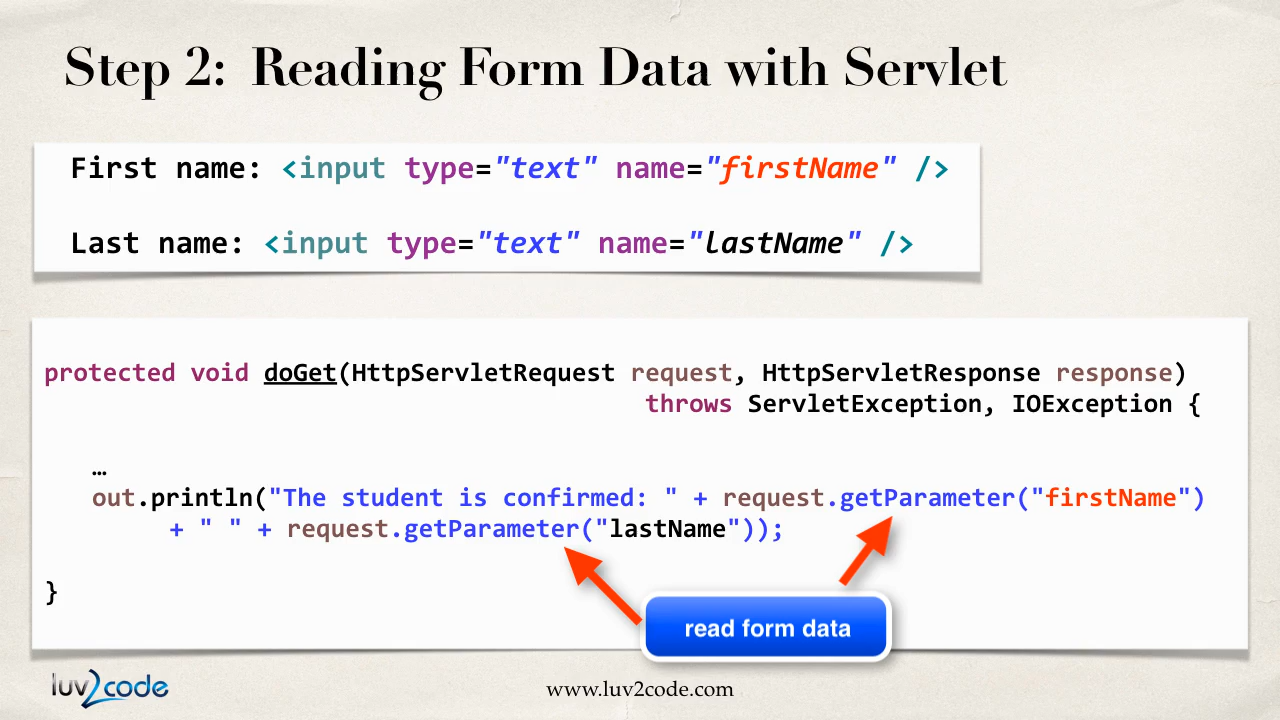 Step 2: Reading Form Data with Servlet
First name: <input type="text" name="firstName" />
Last name: <input type="text" name="lastName" />
protected void doGet(HttpServletRequest request, HttpServletResponse response)
throws ServletException, IOException {
…
out.println("The student is confirmed: " + request.getParameter("firstName")
+ " " + request.getParameter("lastName"));
}
read form data
luv2code
www.luv2code.com